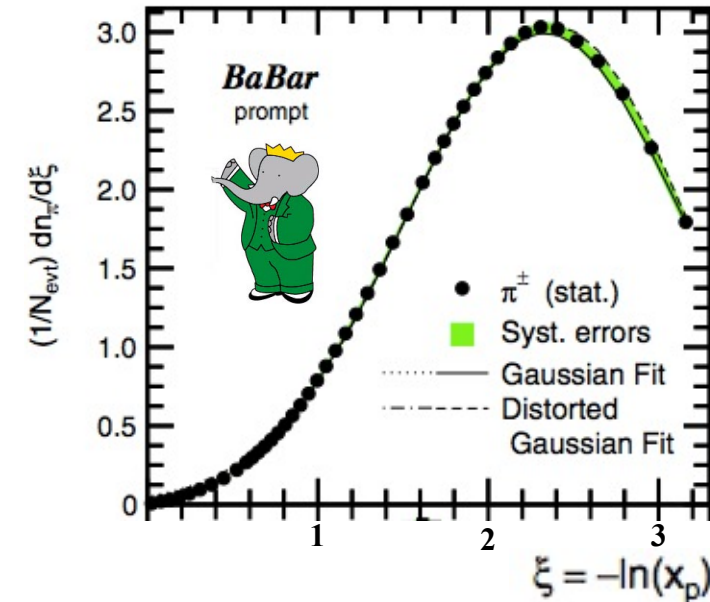 BaBar
prompt
(1/N_evt) dn_π/dξ
3.0
2.5
2.0
1.5
1.0
0.5
0
π± (stat.)
Syst. errors
Gaussian Fit
Distorted
Gaussian Fit
1 2 3
ξ = −ln(x_p)